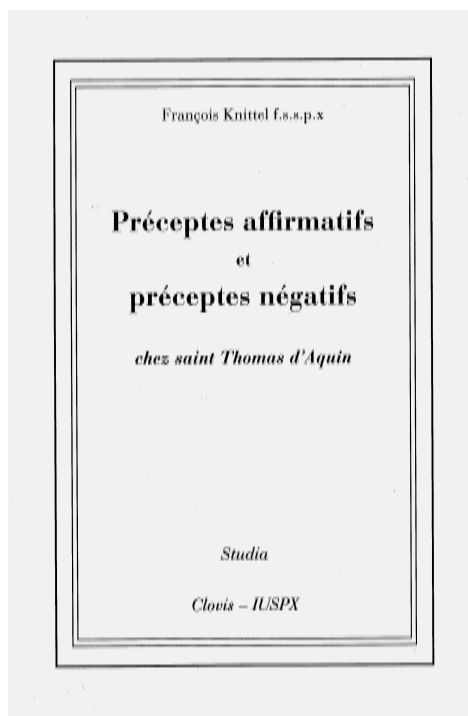 François Knittel f.s.s.p.x
Préceptes affirmatifs
et
préceptes négatifs
chez saint Thomas d'Aquin
Studia
Clovis – IUSPX